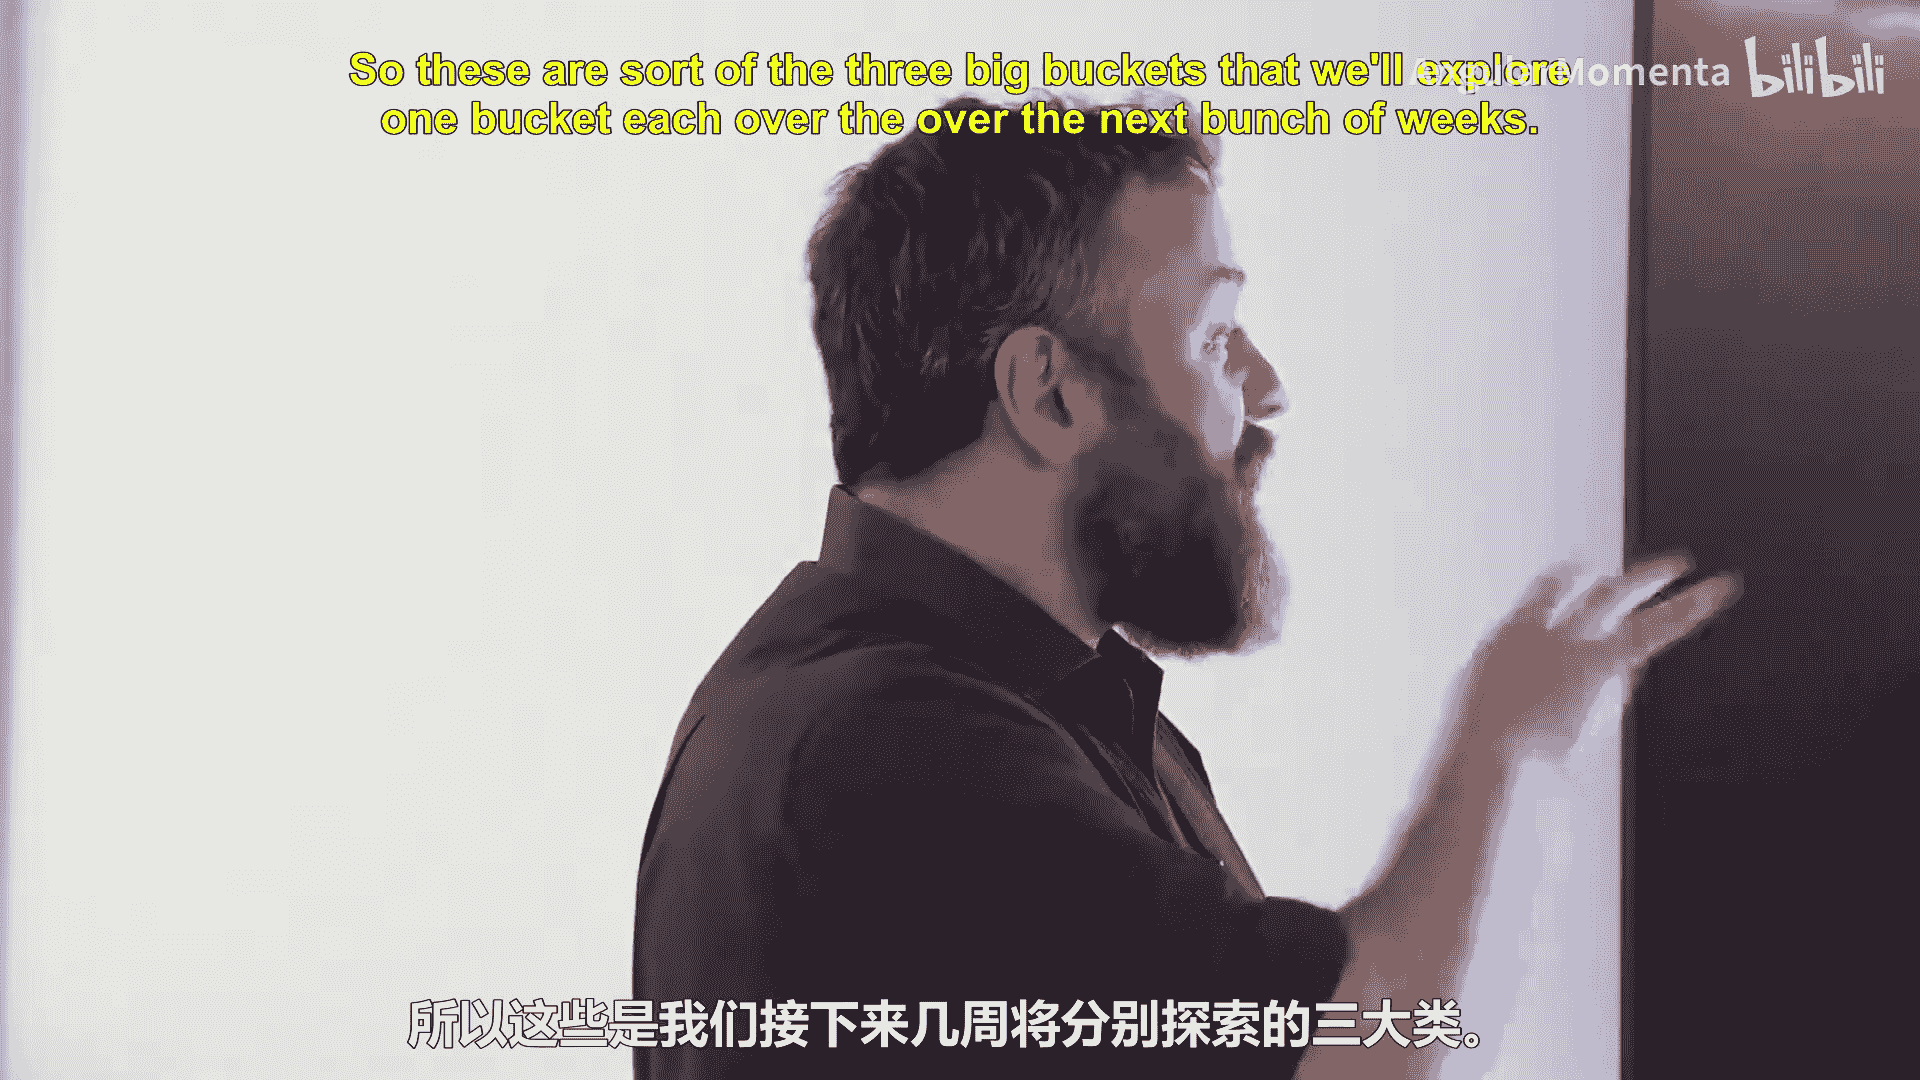 So these are sort of the three big buckets that we'll explore
one bucket each over the over the next bunch of weeks.
Momenta
bilibili
所以这些是我们接下来几周将分别探索的三大类。